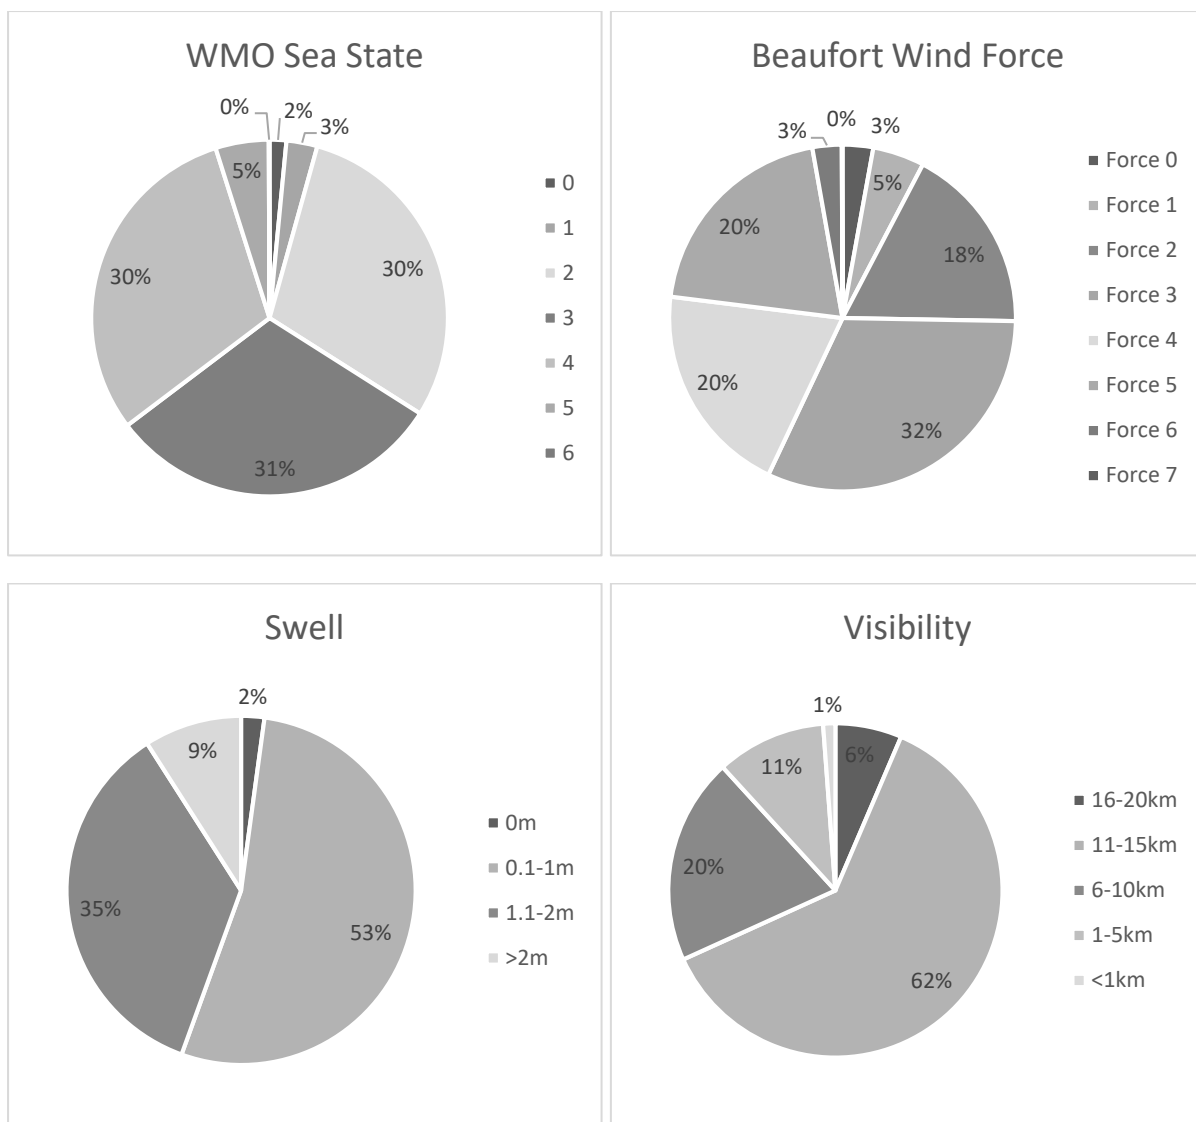 WMO Sea State
0%
2%
3%
5%
30%
30%
31%
0
1
2
3
4
5
6
Beaufort Wind Force
3%
0%
3%
5%
20%
18%
20%
32%
Force 0
Force 1
Force 2
Force 3
Force 4
Force 5
Force 6
Force 7
Swell
2%
9%
35%
53%
0m
0.1-1m
1.1-2m
>2m
Visibility
1%
6%
11%
20%
62%
16-20km
11-15km
6-10km
1-5km
<1km